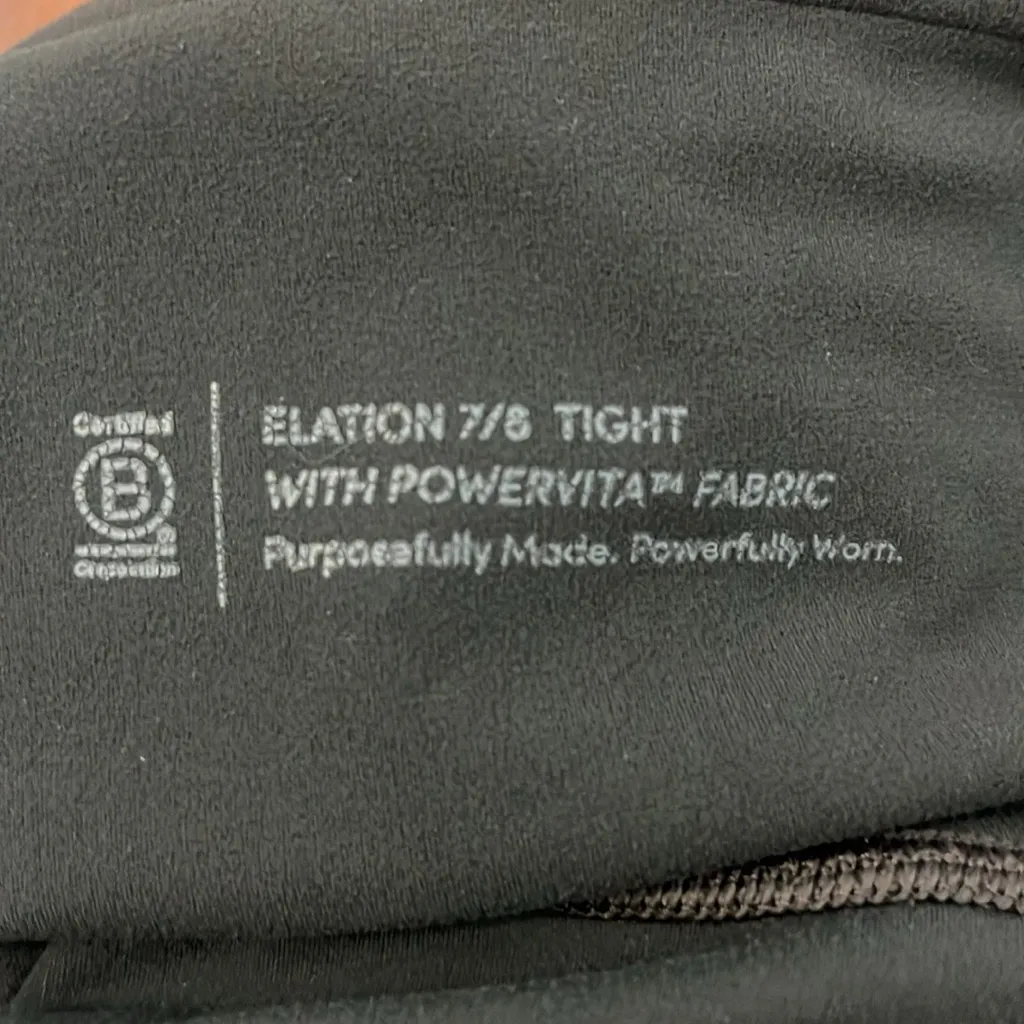 Certified
B
®
Corporation
ELATION 7/8 TIGHT
WITH POWERVITA™ FABRIC
Purposefully Made. Powerfully Worn.